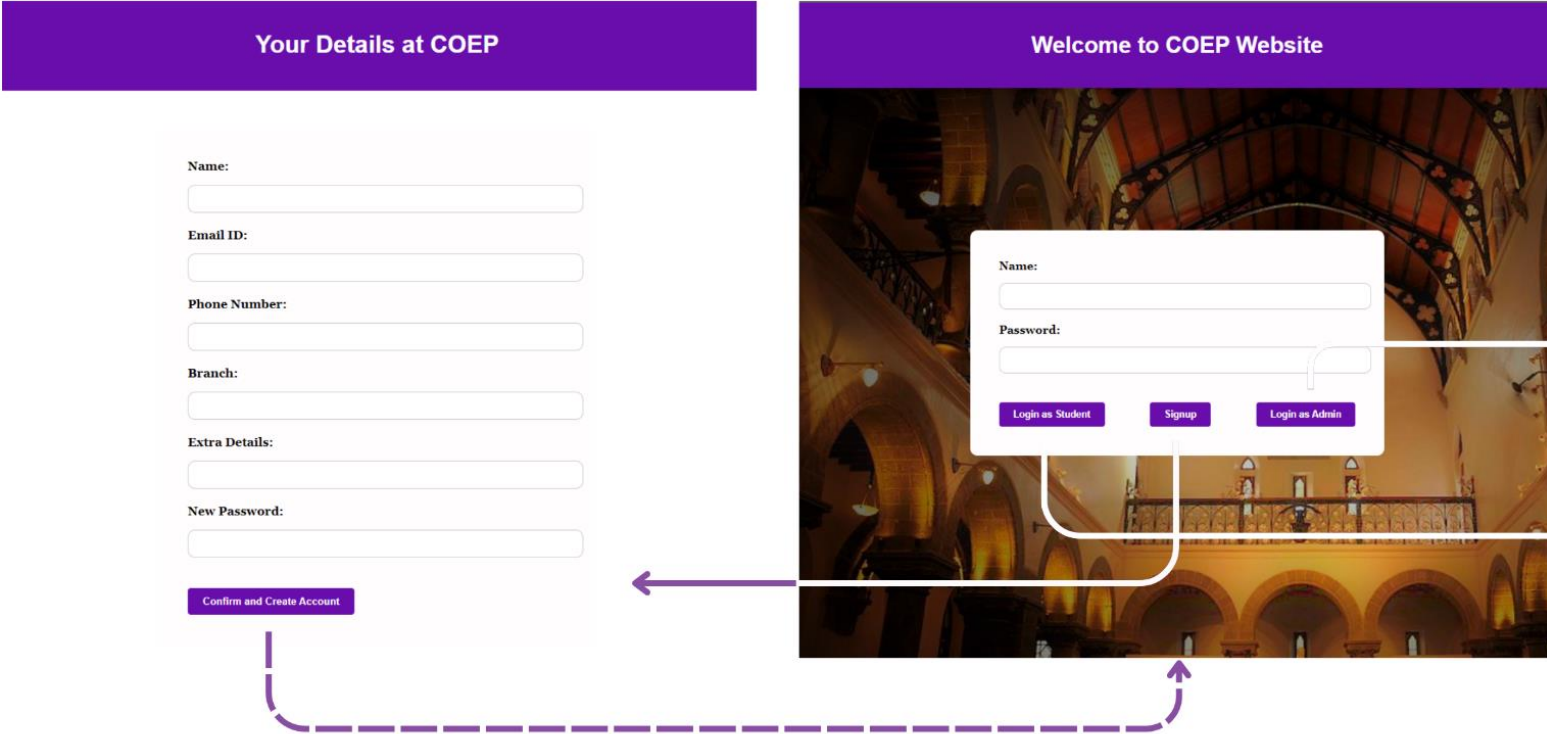 Your Details at COEP
Name:
Email ID:
Phone Number:
Branch:
Extra Details:
New Password:
Confirm and Create Account
Welcome to COEP Website
Name:
Password:
Login as Student
Signup
Login as Admin